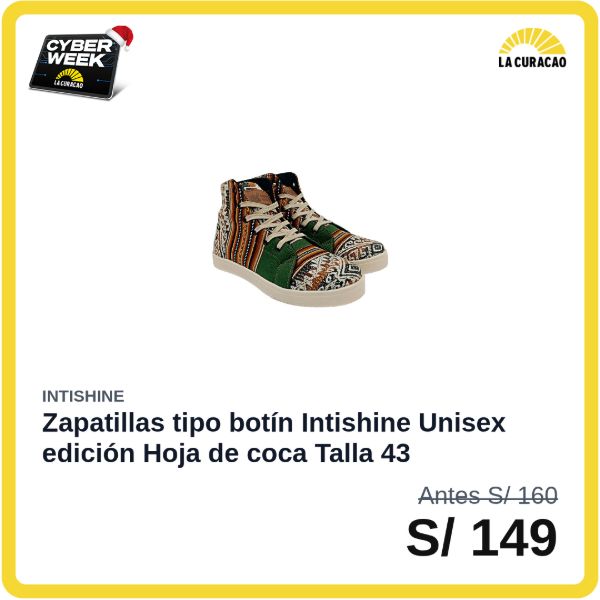 CYBER
WEEK
LA CURACAO
LA CURACAO
INTISHINE
Zapatillas tipo botín Intishine Unisex
edición Hoja de coca Talla 43
Antes S/ 160
S/ 149